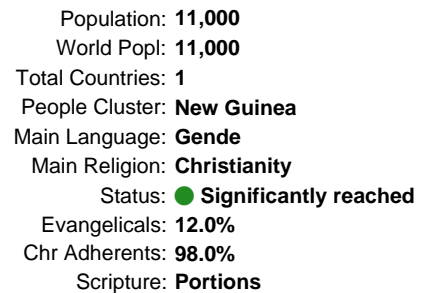 Population: 11,000
World Popl: 11,000
Total Countries: 1
People Cluster: New Guinea
Main Language: Gende
Main Religion: Christianity
Status: Significantly reached
Evangelicals: 12.0%
Chr Adherents: 98.0%
Scripture: Portions